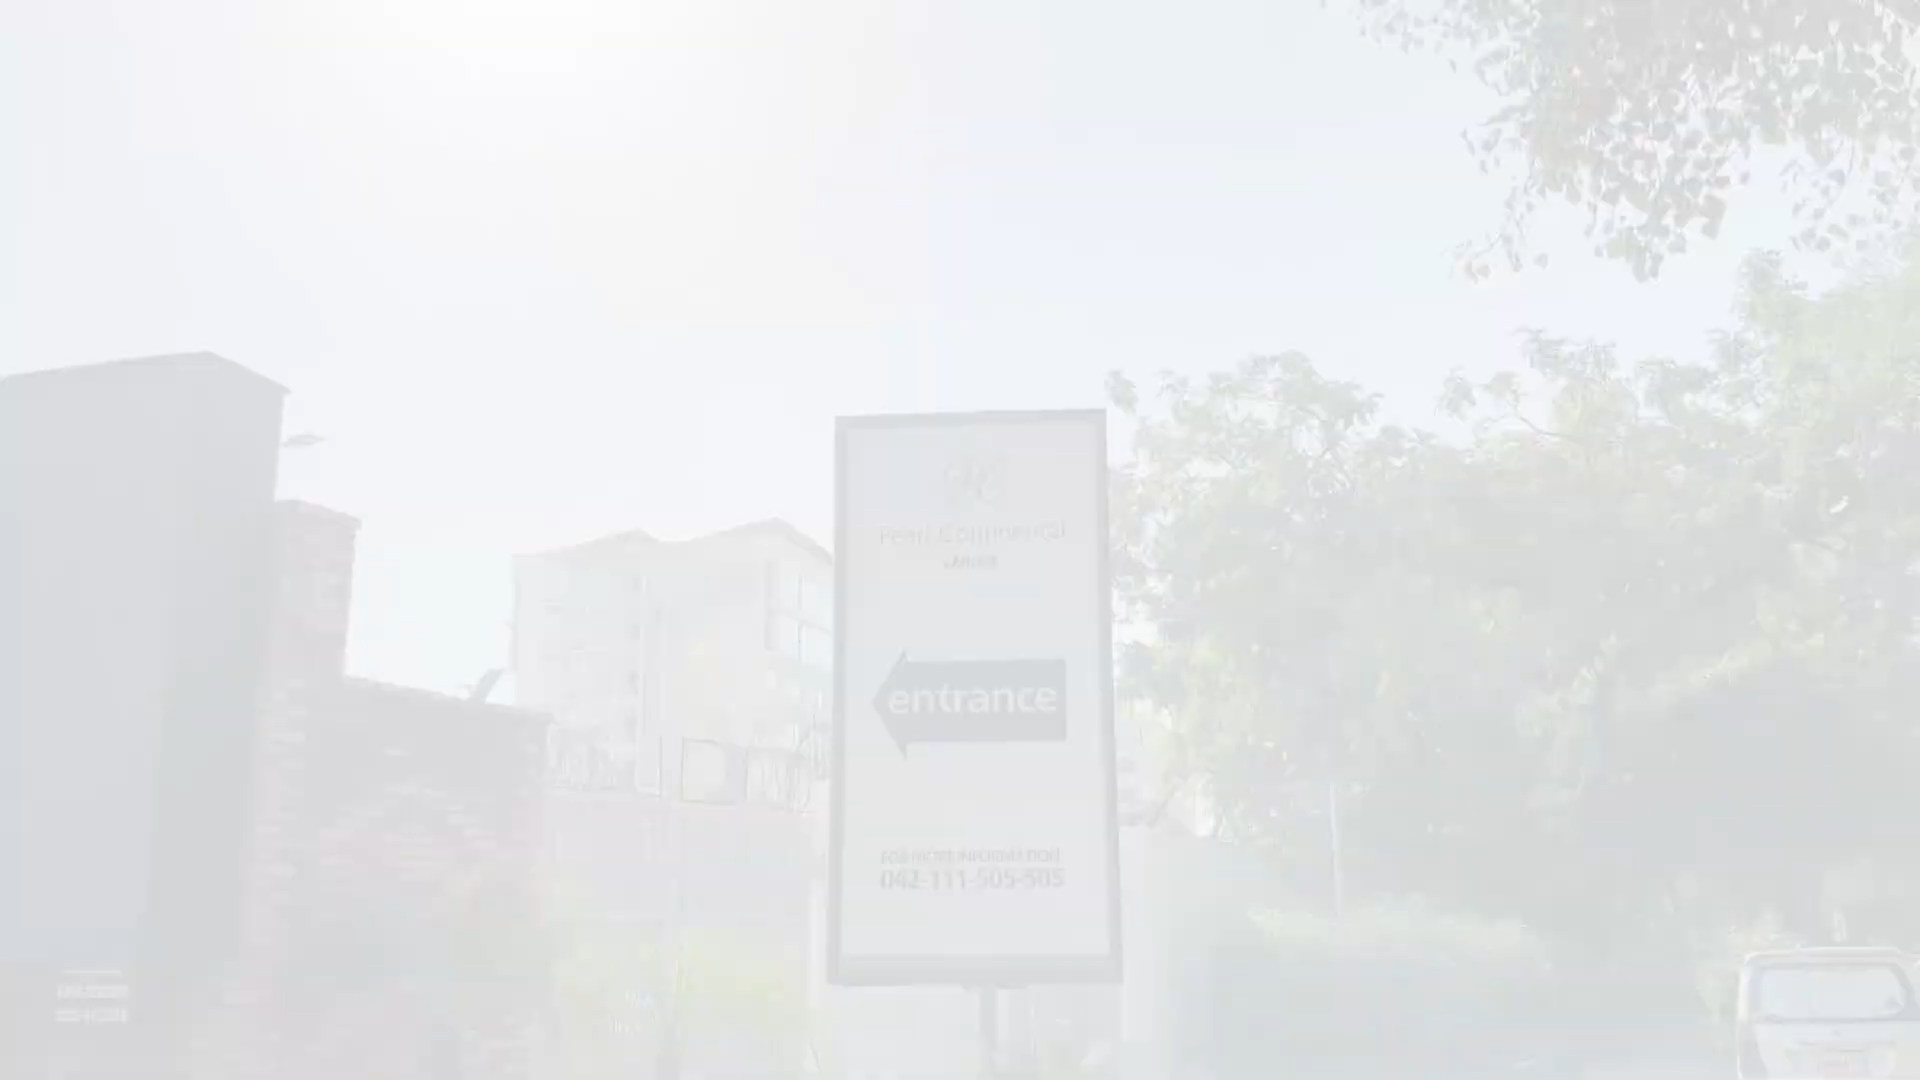 Pearl Continental
LAHORE
entrance
FOR MORE INFORMATION
042-111-505-505